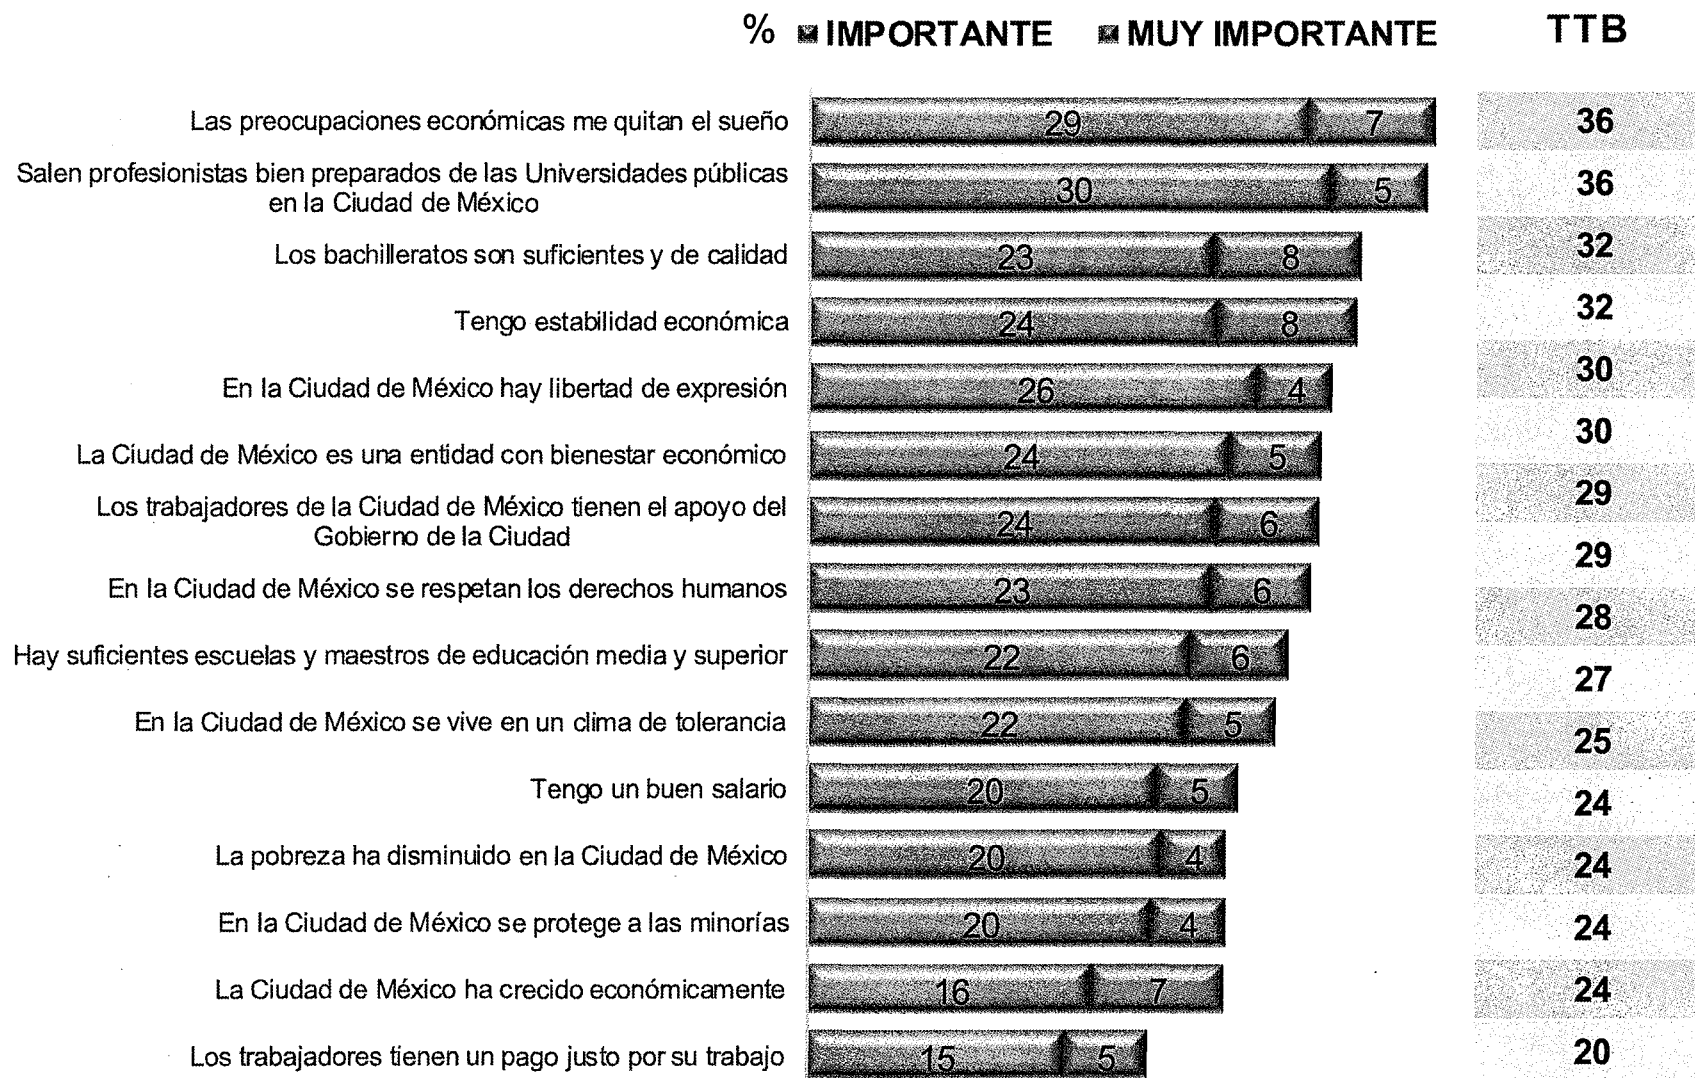 % IMPORTANTE MUY IMPORTANTE TTB
Las preocupaciones económicas me quitan el sueño 29 7 36
Salen profesionistas bien preparados de las Universidades públicas
en la Ciudad de México 30 5 36
Los bachilleratos son suficientes y de calidad 23 8 32
Tengo estabilidad económica 24 8 32
En la Ciudad de México hay libertad de expresión 26 4 30
La Ciudad de México es una entidad con bienestar económico 24 5 30
Los trabajadores de la Ciudad de México tienen el apoyo del
Gobierno de la Ciudad 24 6 29
29
En la Ciudad de México se respetan los derechos humanos 23 6 28
Hay suficientes escuelas y maestros de educación media y superior 22 6 27
En la Ciudad de México se vive en un clima de tolerancia 22 5 25
Tengo un buen salario 20 5 24
La pobreza ha disminuido en la Ciudad de México 20 4 24
En la Ciudad de México se protege a las minorías 20 4 24
La Ciudad de México ha crecido económicamente 16 7 24
Los trabajadores tienen un pago justo por su trabajo 15 5 20